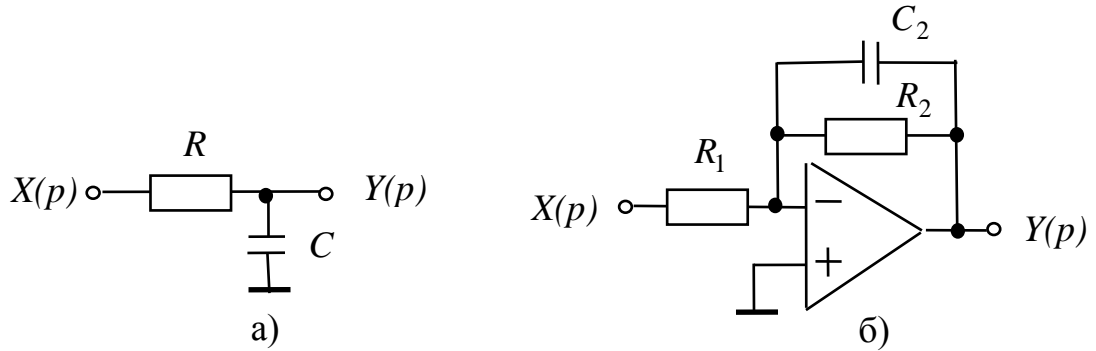 X(p)
R
Y(p)
C
а)
X(p)
R₁
C₂
R₂
−
+
Y(p)
б)